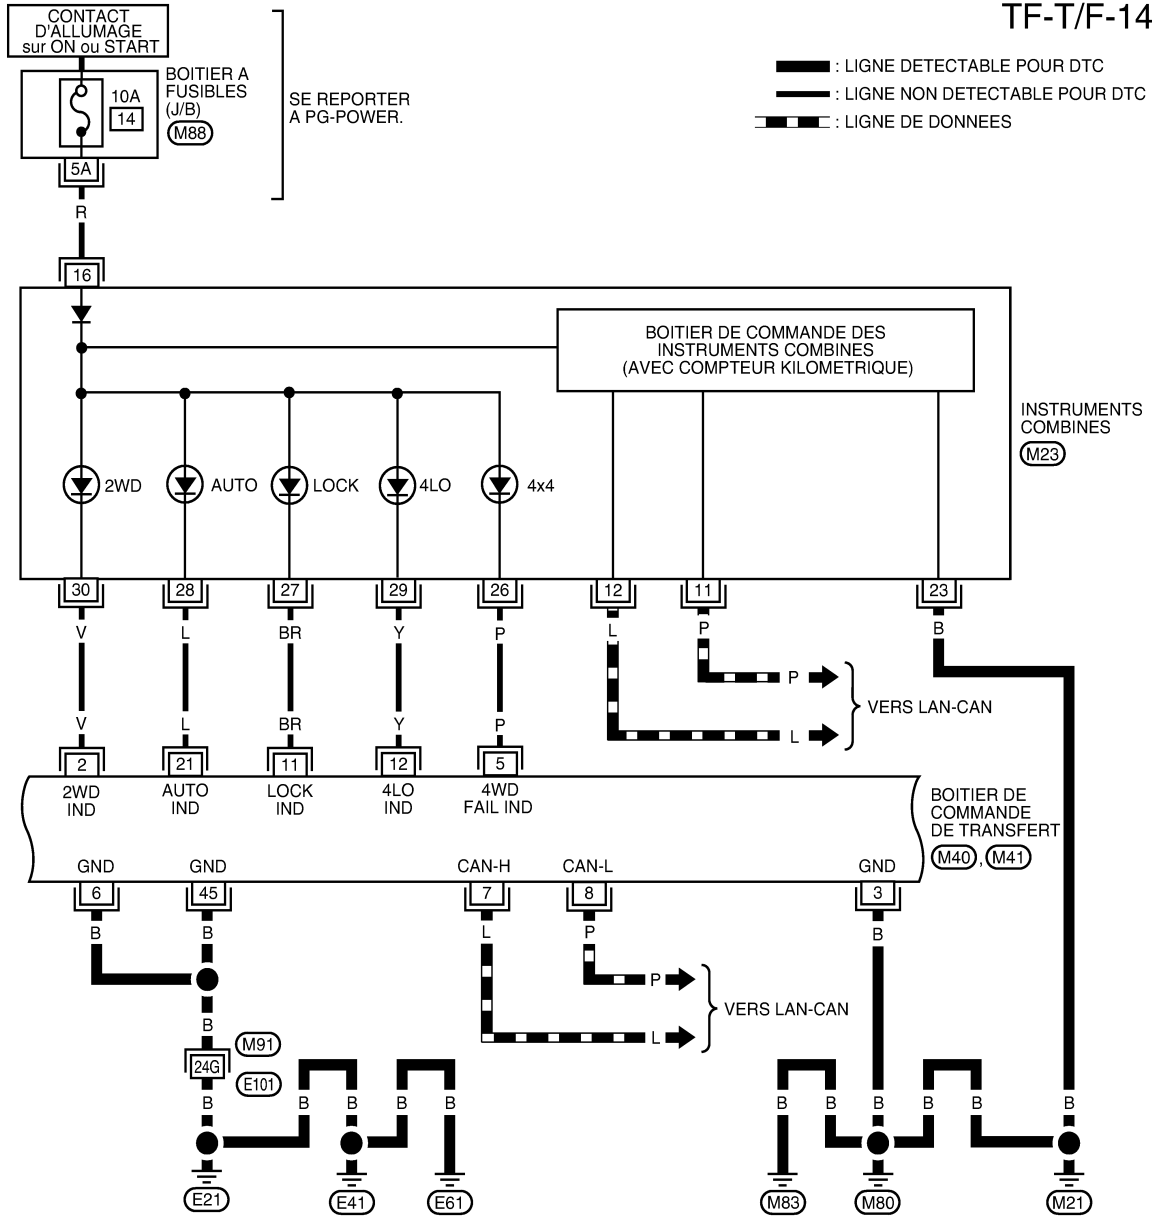 TF-T/F-14
CONTACT
D'ALLUMAGE
sur ON ou START
BOITIER A
FUSIBLES
(J/B)
M88
10A
14
5A
SE REPORTER
A PG-POWER.
: LIGNE DETECTABLE POUR DTC
: LIGNE NON DETECTABLE POUR DTC
: LIGNE DE DONNEES
R
16
BOITIER DE COMMANDE DES
INSTRUMENTS COMBINES
(AVEC COMPTEUR KILOMETRIQUE)
INSTRUMENTS
COMBINES
M23
2WD AUTO LOCK 4LO 4x4
30 28 27 29 26 12 11 23
V L BR Y P L P B
P
VERS LAN-CAN
L
V L BR Y P
2 21 11 12 5
2WD
IND
AUTO
IND
LOCK
IND
4LO
IND
4WD
FAIL IND
BOITIER DE
COMMANDE
DE TRANSFERT
M40 , M41
GND GND CAN-H CAN-L GND
6 45 7 8 3
B B L P B
P
VERS LAN-CAN
L
B
M91
24G
E101
B B B B B B B B B B B
E21 E41 E61 M83 M80 M21